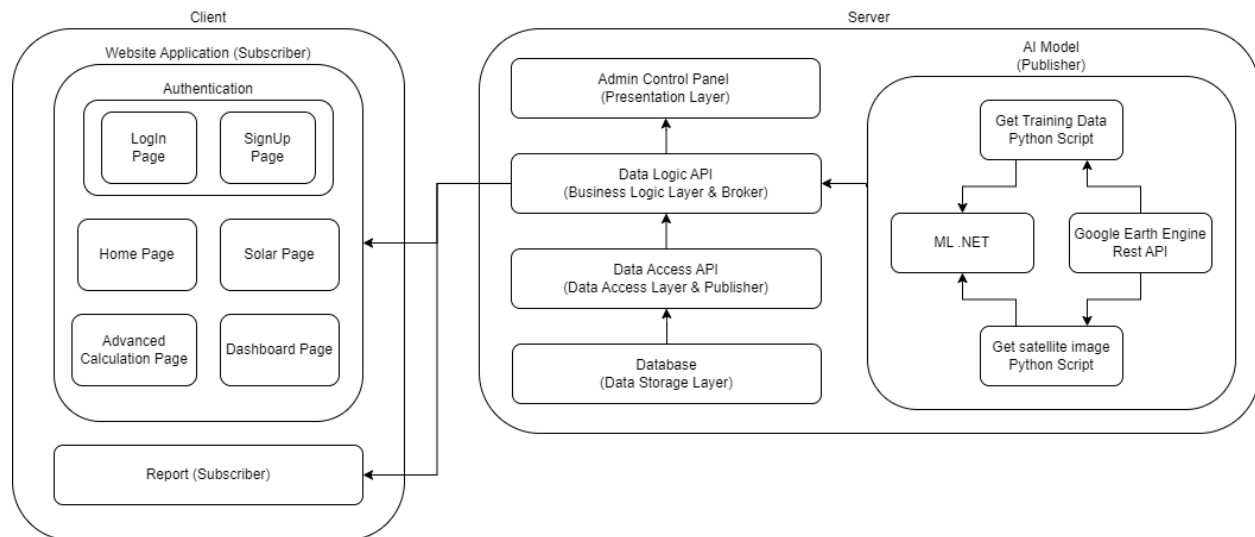 Client
Website Application (Subscriber)
Authentication
LogIn
Page
SignUp
Page
Home Page
Solar Page
Advanced
Calculation Page
Dashboard Page
Report (Subscriber)
Server
Admin Control Panel
(Presentation Layer)
Data Logic API
(Business Logic Layer & Broker)
Data Access API
(Data Access Layer & Publisher)
Database
(Data Storage Layer)
AI Model
(Publisher)
Get Training Data
Python Script
ML .NET
Google Earth Engine
Rest API
Get satellite image
Python Script